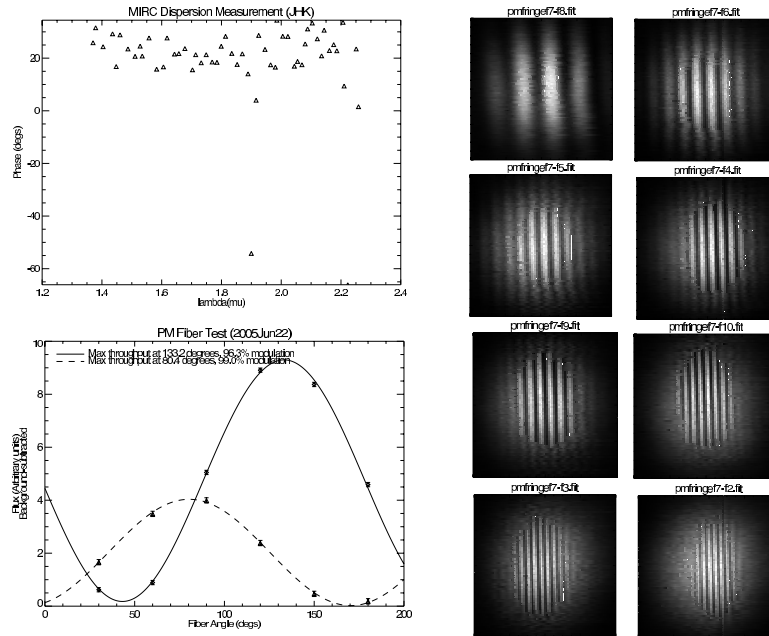 MIRC Dispersion Measurement (JHK)
Phase (degs)
20
0
-20
-40
-60
1.2 1.4 1.6 1.8 2.0 2.2 2.4
lambda(mu)
PM Fiber Test (2005Jun22)
Max throughput at 133.2 degrees, 96.3% modulation
Max throughput at 80.4 degrees, 99.0% modulation
Flux (Arbitrary units)
Background-subtracted
10
8
6
4
2
0
0 50 100 150 200
Fiber Angle (degs)
pmfringef7-f8.fit
pmfringef7-f6.fit
pmfringef7-f5.fit
pmfringef7-f4.fit
pmfringef7-f9.fit
pmfringef7-f10.fit
pmfringef7-f3.fit
pmfringef7-f2.fit